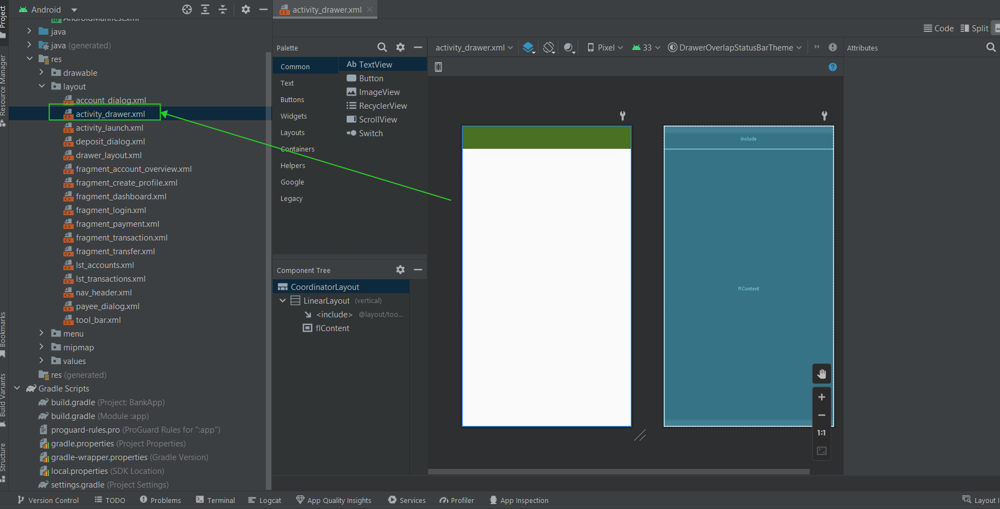 Android
activity_drawer.xml
Project
AndroidManifest.xml
java
java (generated)
res
drawable
layout
account_dialog.xml
activity_drawer.xml
activity_launch.xml
deposit_dialog.xml
drawer_layout.xml
fragment_account_overview.xml
fragment_create_profile.xml
fragment_dashboard.xml
fragment_login.xml
fragment_payment.xml
fragment_transaction.xml
fragment_transfer.xml
lst_accounts.xml
lst_transactions.xml
nav_header.xml
payee_dialog.xml
tool_bar.xml
menu
mipmap
values
res (generated)
Gradle Scripts
build.gradle (Project: BankApp)
build.gradle (Module :app)
proguard-rules.pro (ProGuard Rules for ":app")
gradle.properties (Project Properties)
gradle-wrapper.properties (Gradle Version)
local.properties (SDK Location)
settings.gradle (Project Settings)
Resource Manager
Bookmarks
Build Variants
Structure
Code
Split
Palette
Common
Text
Buttons
Widgets
Layouts
Containers
Helpers
Google
Legacy
Ab TextView
Button
ImageView
RecyclerView
ScrollView
Switch
Component Tree
CoordinatorLayout
LinearLayout (vertical)
<include> @layout/too...
flContent
activity_drawer.xml
Pixel
33
DrawerOverlapStatusBarTheme
Attributes
include
flContent
1:1
Version Control
TODO
Problems
Terminal
Logcat
App Quality Insights
Services
Profiler
App Inspection
Layout I